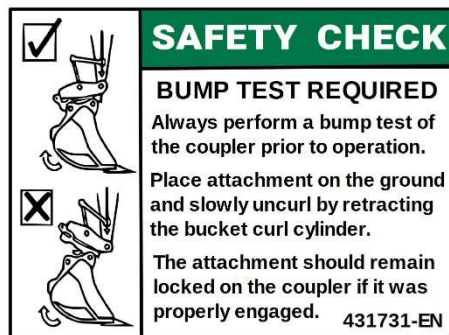 SAFETY CHECK
BUMP TEST REQUIRED
Always perform a bump test of
the coupler prior to operation.
Place attachment on the ground
and slowly uncurl by retracting
the bucket curl cylinder.
The attachment should remain
locked on the coupler if it was
properly engaged. 431731-EN